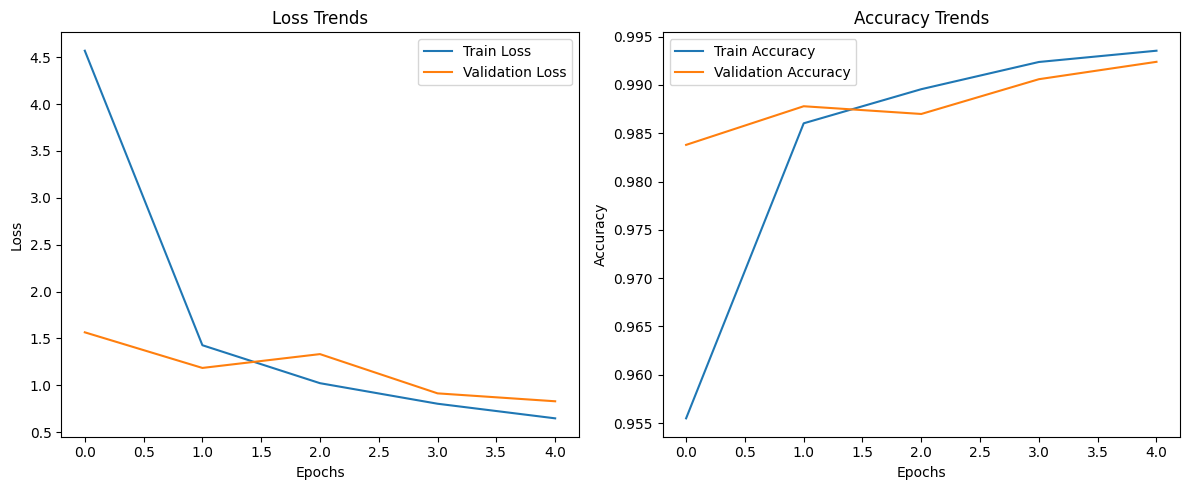 Loss Trends
Train Loss
Validation Loss
4.5
4.0
3.5
3.0
2.5
2.0
1.5
1.0
0.5
Loss
0.0 0.5 1.0 1.5 2.0 2.5 3.0 3.5 4.0
Epochs
Accuracy Trends
Train Accuracy
Validation Accuracy
0.995
0.990
0.985
0.980
0.975
0.970
0.965
0.960
0.955
Accuracy
0.0 0.5 1.0 1.5 2.0 2.5 3.0 3.5 4.0
Epochs